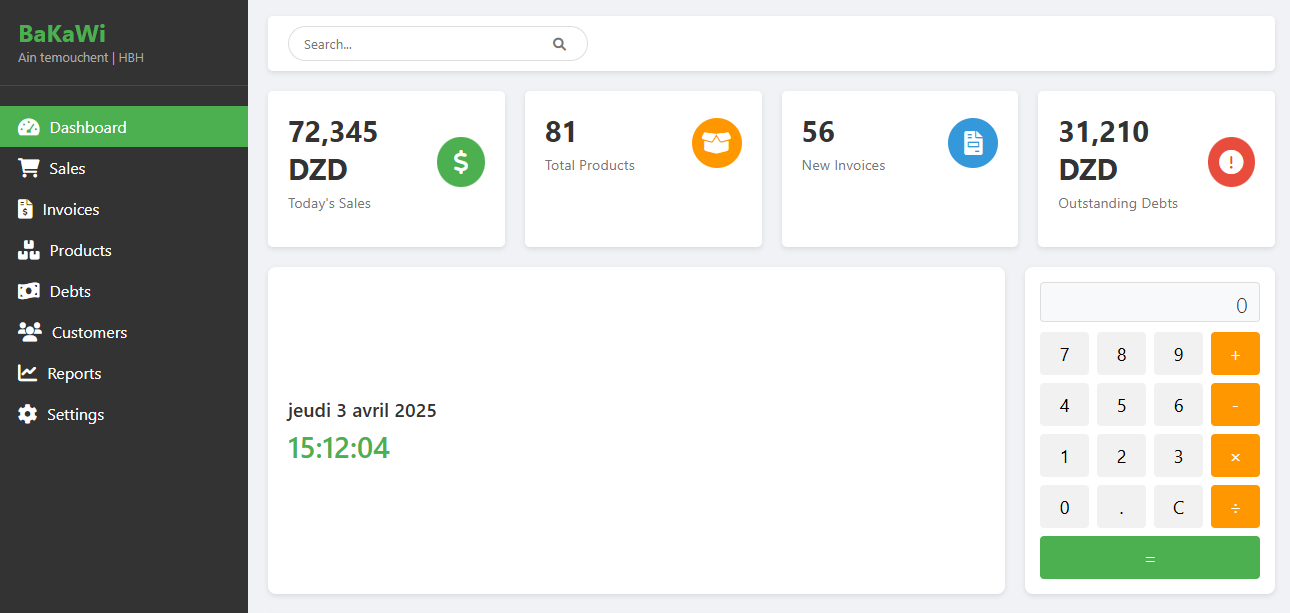 BaKaWi
Ain temouchent | HBH
Dashboard
Sales
Invoices
Products
Debts
Customers
Reports
Settings
Search...
72,345
DZD
Today's Sales
81
Total Products
56
New Invoices
31,210
DZD
Outstanding Debts
jeudi 3 avril 2025
15:12:04
0
7 8 9 +
4 5 6 -
1 2 3 ×
0 . C ÷
=